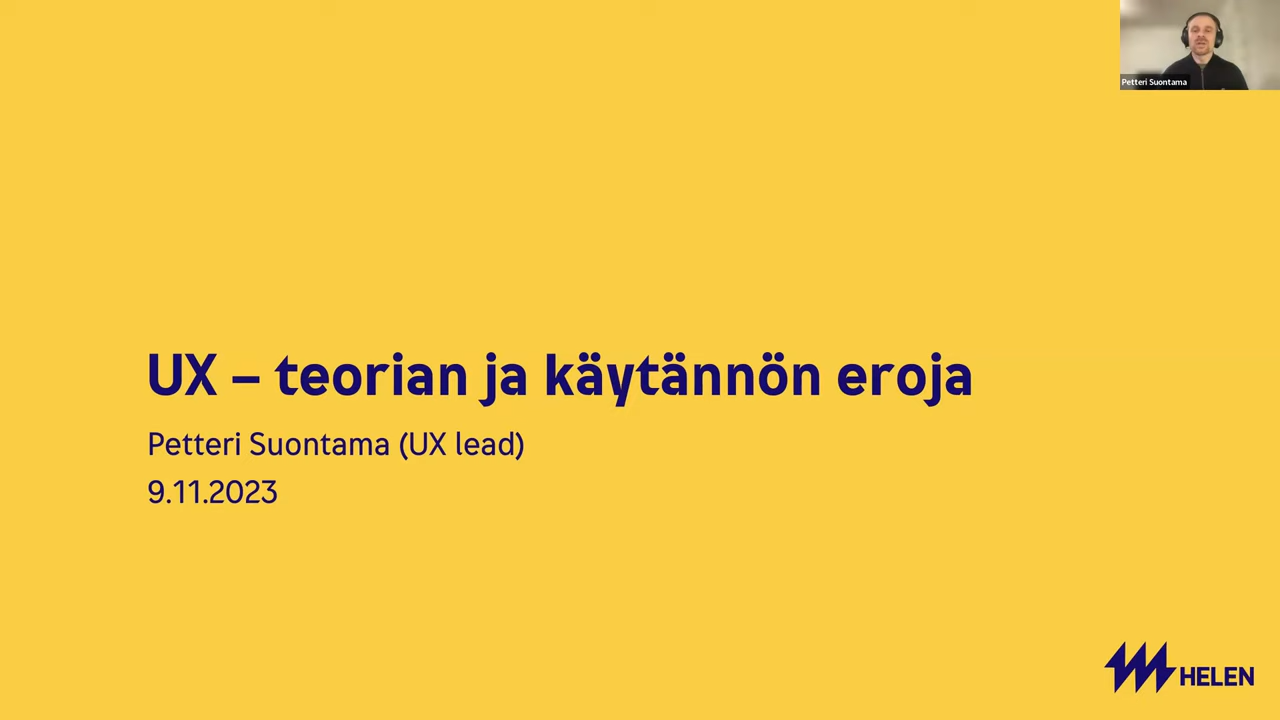 Petteri Suontama
UX – teorian ja käytännön eroja
Petteri Suontama (UX lead)
9.11.2023
HELEN